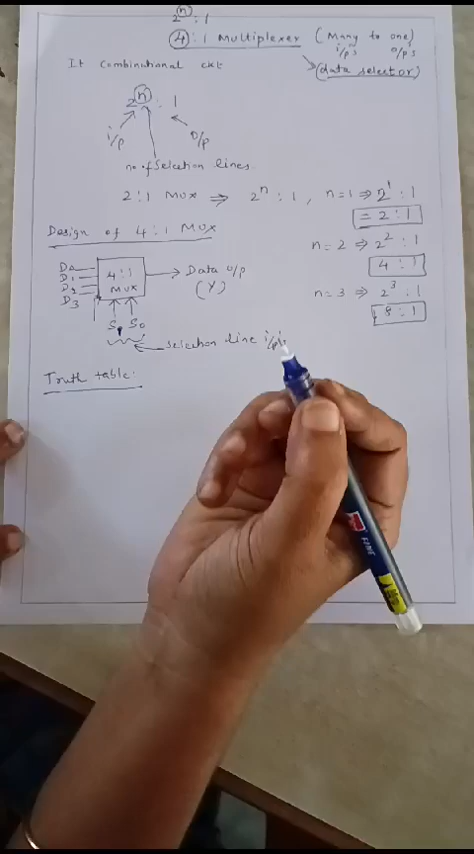 2ⁿ : 1
4 : 1 Multiplexer (Many to one)
i/p's o/p's
It Combinational ckt
(data selector)
2ⁿ : 1
i/p o/p
no of selection lines
2 : 1 MUX ⇒ 2ⁿ : 1 , n = 1 ⇒ 2¹ : 1
= 2 : 1
Design of 4 : 1 MUX
n = 2 ⇒ 2² : 1
4 : 1
n = 3 ⇒ 2³ : 1
8 : 1
D0
D1
D2
D3
4 : 1
MUX
Data o/p
(Y)
S1 S0
selection line i/p's
Truth table:
FINE